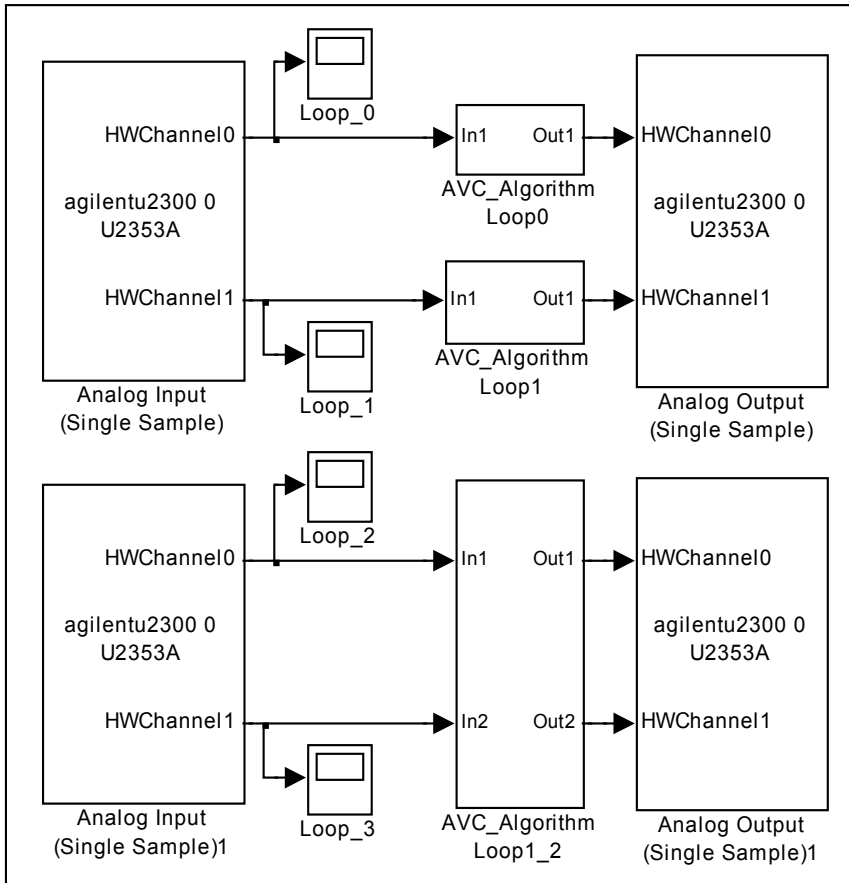 Loop_0
HWChannel0
In1
Out1
HWChannel0
agilentu2300 0
U2353A
AVC_Algorithm
Loop0
agilentu2300 0
U2353A
HWChannel1
In1
Out1
HWChannel1
Loop_1
AVC_Algorithm
Loop1
Analog Input
(Single Sample)
Analog Output
(Single Sample)
Loop_2
HWChannel0
In1
Out1
HWChannel0
agilentu2300 0
U2353A
agilentu2300 0
U2353A
HWChannel1
In2
Out2
HWChannel1
Loop_3
Analog Input
(Single Sample)1
AVC_Algorithm
Loop1_2
Analog Output
(Single Sample)1